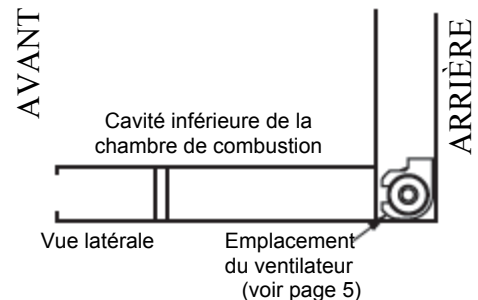 AVANT
ARRIÈRE
Cavité inférieure de la
chambre de combustion
Vue latérale
Emplacement
du ventilateur
(voir page 5)